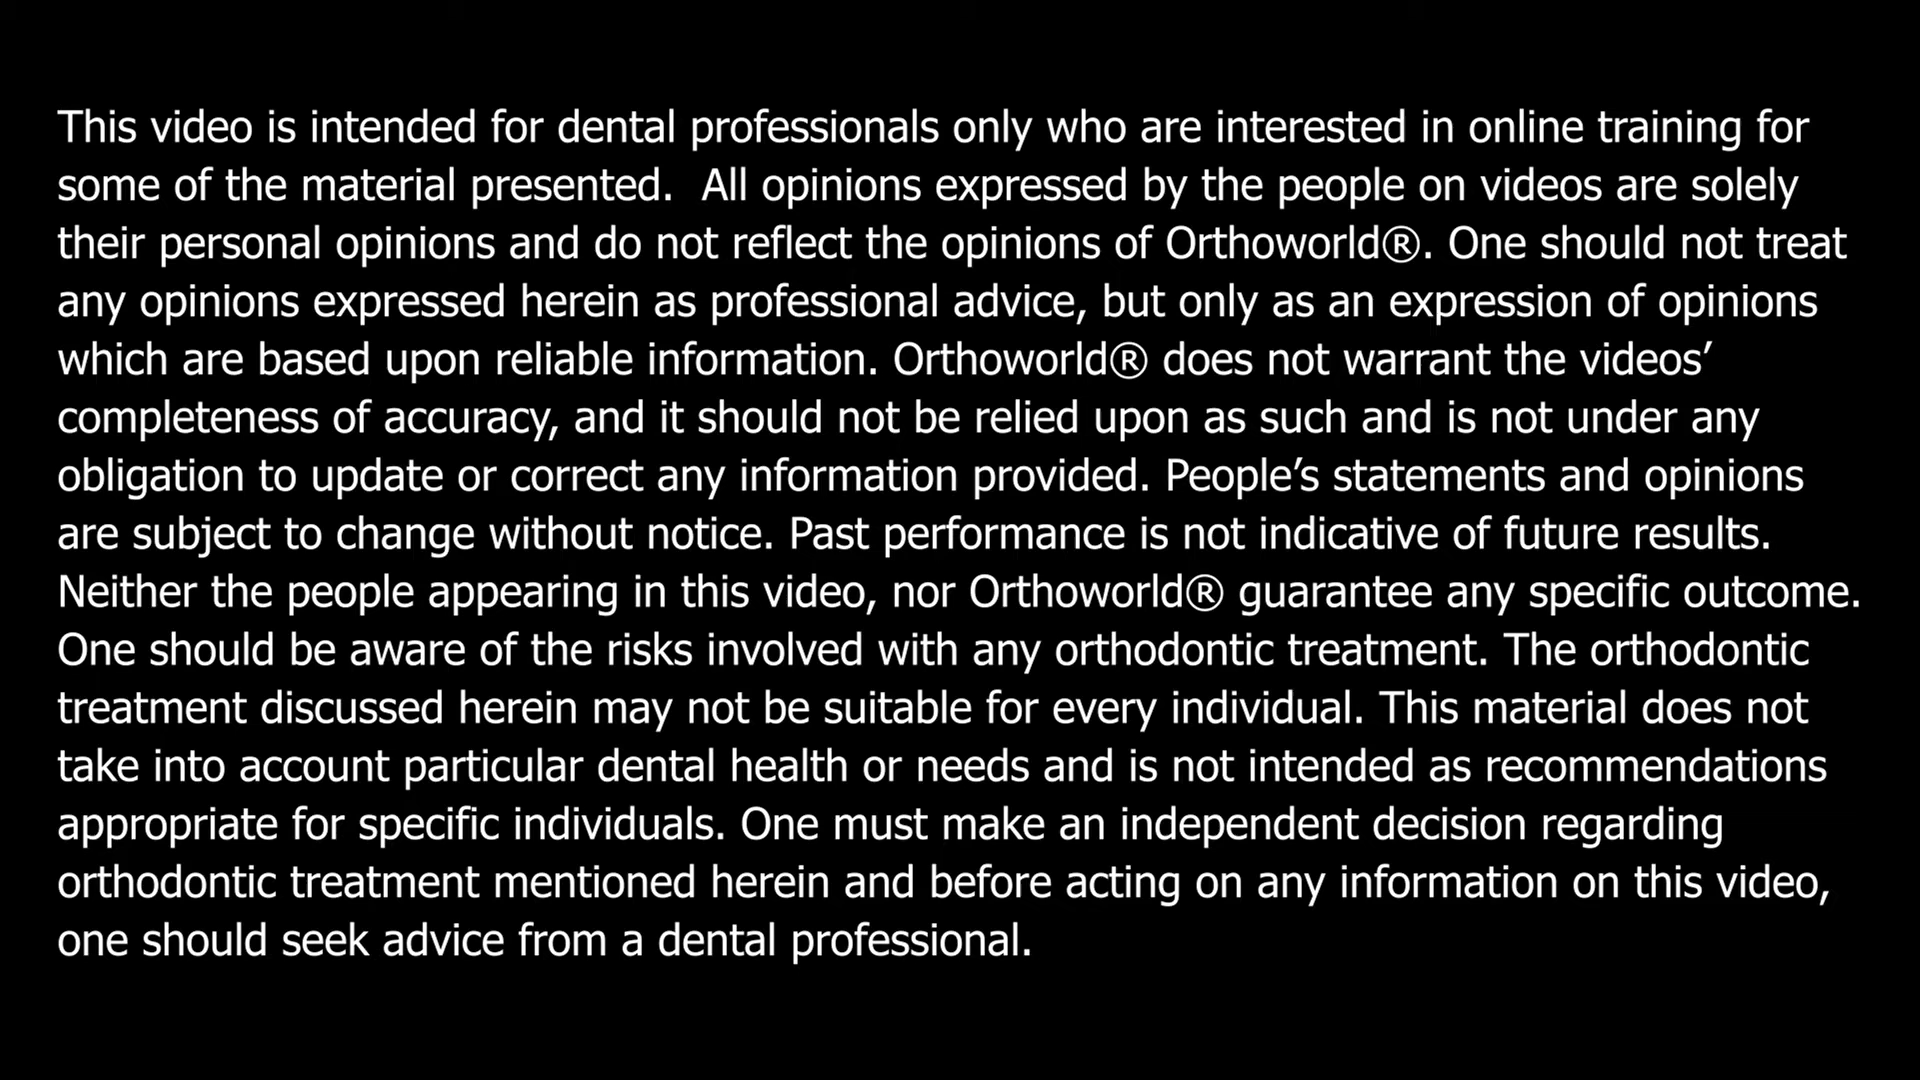 This video is intended for dental professionals only who are interested in online training for
some of the material presented.  All opinions expressed by the people on videos are solely
their personal opinions and do not reflect the opinions of Orthoworld®. One should not treat
any opinions expressed herein as professional advice, but only as an expression of opinions
which are based upon reliable information. Orthoworld® does not warrant the videos’
completeness of accuracy, and it should not be relied upon as such and is not under any
obligation to update or correct any information provided. People’s statements and opinions
are subject to change without notice. Past performance is not indicative of future results.
Neither the people appearing in this video, nor Orthoworld® guarantee any specific outcome.
One should be aware of the risks involved with any orthodontic treatment. The orthodontic
treatment discussed herein may not be suitable for every individual. This material does not
take into account particular dental health or needs and is not intended as recommendations
appropriate for specific individuals. One must make an independent decision regarding
orthodontic treatment mentioned herein and before acting on any information on this video,
one should seek advice from a dental professional.